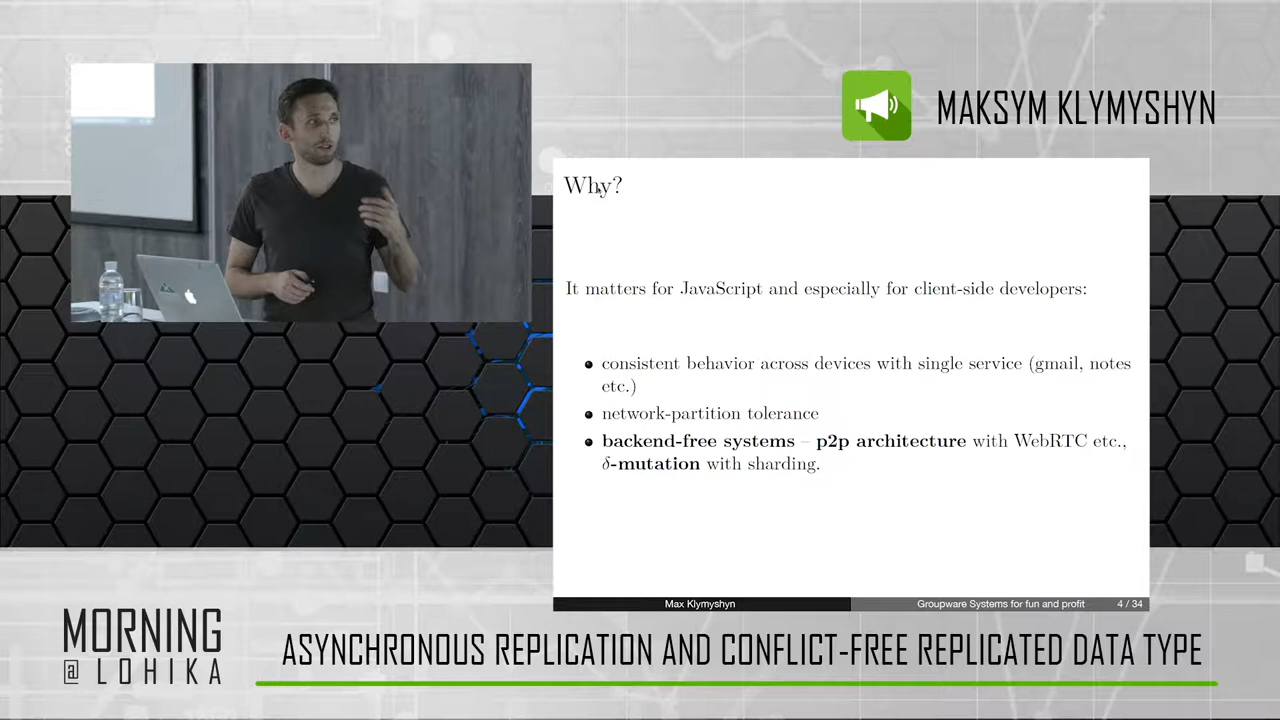 MAKSYM KLYMYSHYN
Why?
It matters for JavaScript and especially for client-side developers:
consistent behavior across devices with single service (gmail, notes
etc.)
network-partition tolerance
backend-free systems – p2p architecture with WebRTC etc.,
δ-mutation with sharding.
Max Klymyshyn
Groupware Systems for fun and profit 4 / 34
MORNING
@ LOHIKA
ASYNCHRONOUS REPLICATION AND CONFLICT-FREE REPLICATED DATA TYPE